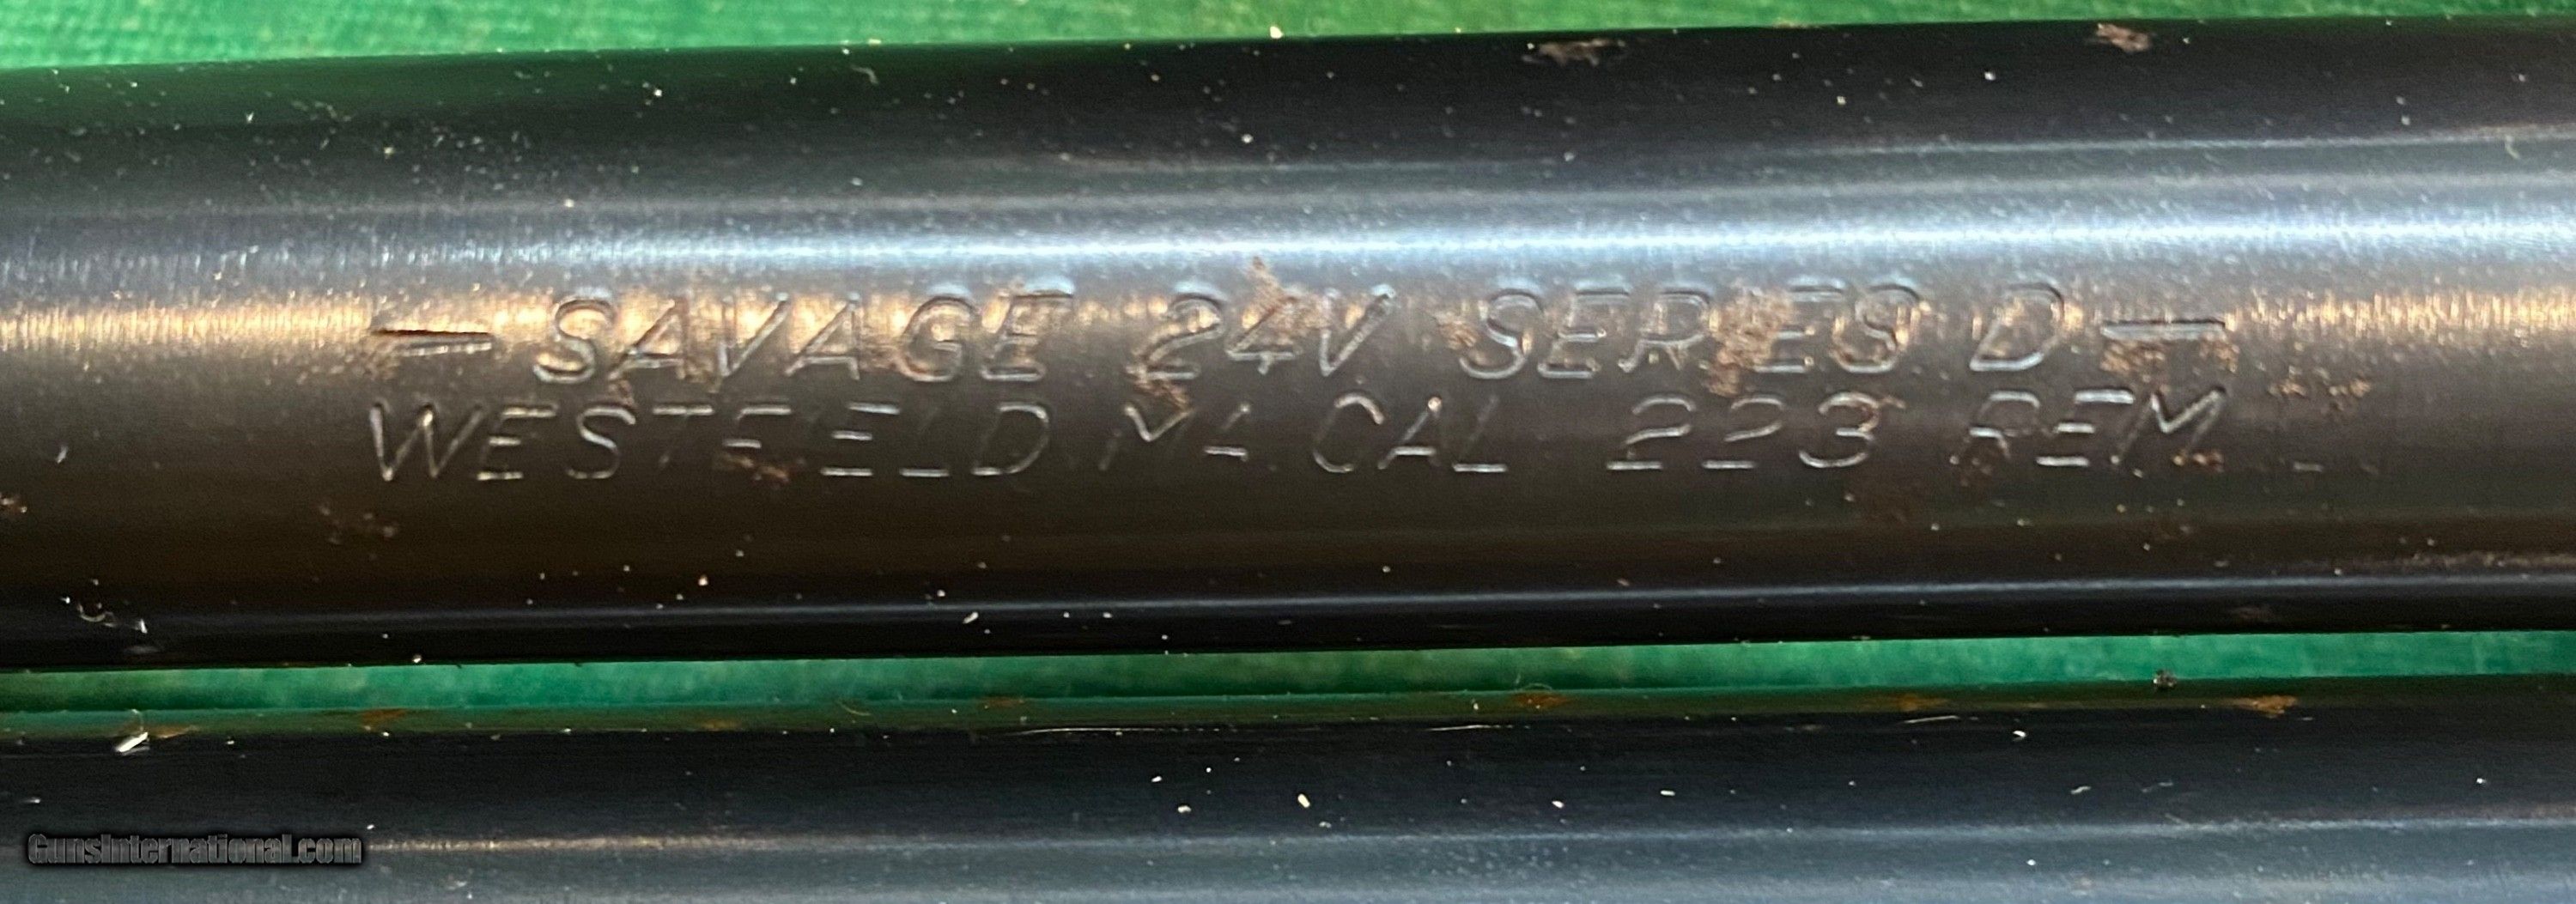 — SAVAGE 24V SERIES D —
WESTFIELD MA. CAL 223 REM.
GunsInternational.com